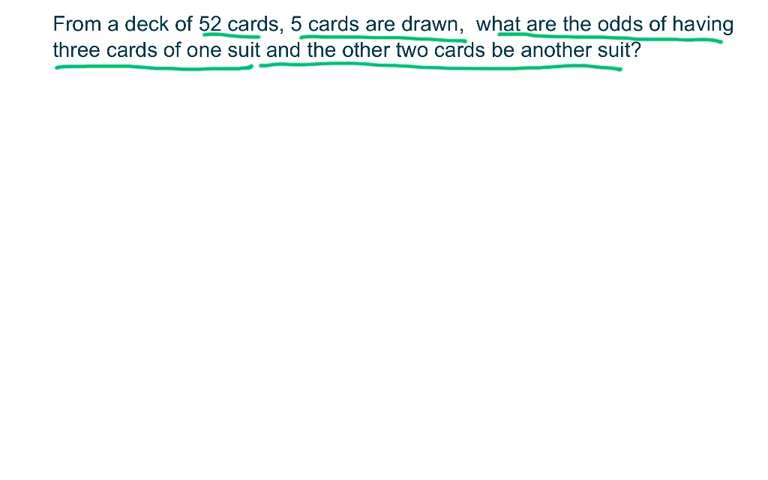 From a deck of 52 cards, 5 cards are drawn,  what are the odds of having
three cards of one suit and the other two cards be another suit?